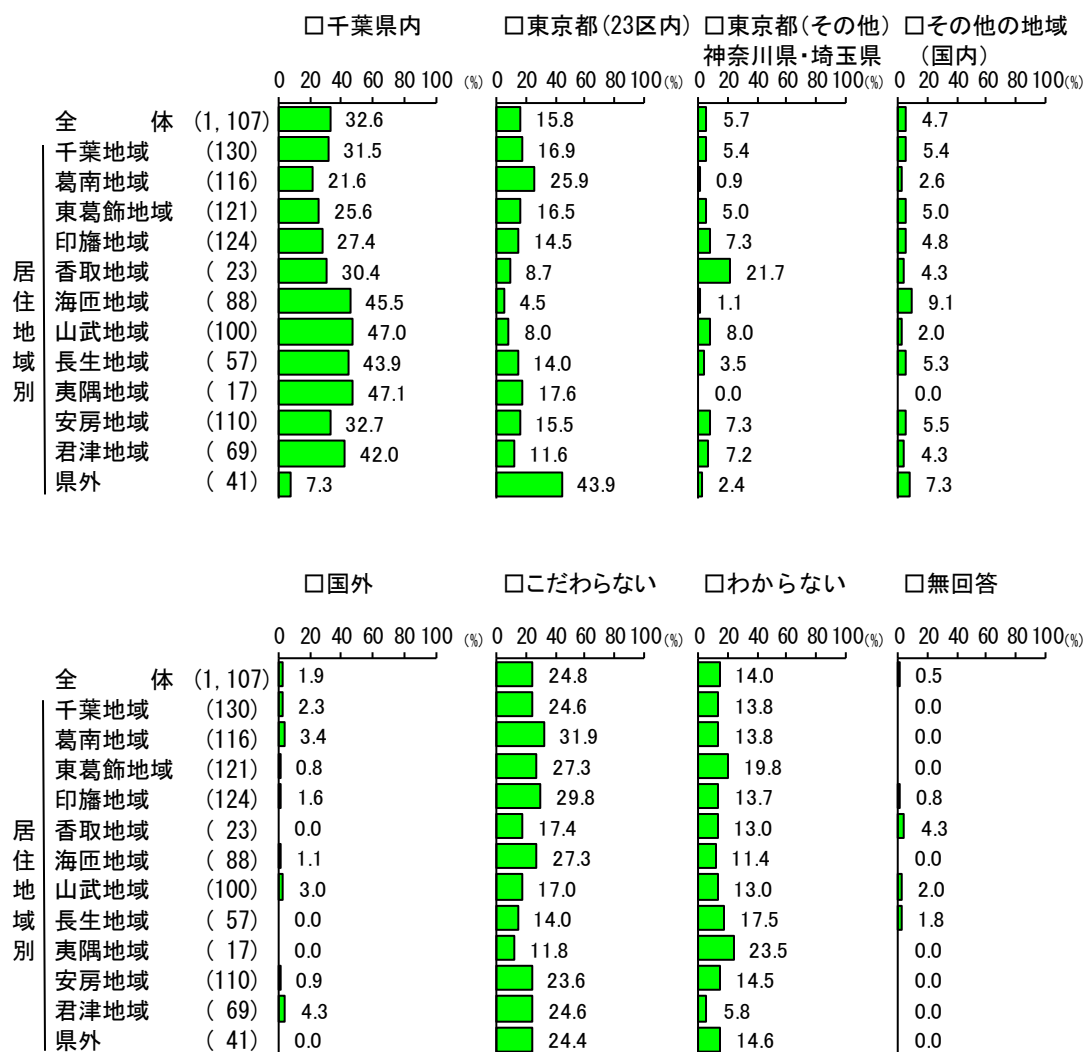 □千葉県内 □東京都(23区内) □東京都(その他) □その他の地域
神奈川県・埼玉県 (国内)
0 20 40 60 80 100 (%) 0 20 40 60 80 100 (%) 0 20 40 60 80 100 (%) 0 20 40 60 80 100 (%)
全 体 (1,107) 32.6 15.8 5.7 4.7
千葉地域 (130) 31.5 16.9 5.4 5.4
葛南地域 (116) 21.6 25.9 0.9 2.6
東葛飾地域 (121) 25.6 16.5 5.0 5.0
印旛地域 (124) 27.4 14.5 7.3 4.8
居 香取地域 ( 23) 30.4 8.7 21.7 4.3
住 海匝地域 ( 88) 45.5 4.5 1.1 9.1
地 山武地域 (100) 47.0 8.0 8.0 2.0
域 長生地域 ( 57) 43.9 14.0 3.5 5.3
別 夷隅地域 ( 17) 47.1 17.6 0.0 0.0
安房地域 (110) 32.7 15.5 7.3 5.5
君津地域 ( 69) 42.0 11.6 7.2 4.3
県外 ( 41) 7.3 43.9 2.4 7.3
□国外 □こだわらない □わからない □無回答
0 20 40 60 80 100 (%) 0 20 40 60 80 100 (%) 0 20 40 60 80 100 (%) 0 20 40 60 80 100 (%)
全 体 (1,107) 1.9 24.8 14.0 0.5
千葉地域 (130) 2.3 24.6 13.8 0.0
葛南地域 (116) 3.4 31.9 13.8 0.0
東葛飾地域 (121) 0.8 27.3 19.8 0.0
印旛地域 (124) 1.6 29.8 13.7 0.8
居 香取地域 ( 23) 0.0 17.4 13.0 4.3
住 海匝地域 ( 88) 1.1 27.3 11.4 0.0
地 山武地域 (100) 3.0 17.0 13.0 2.0
域 長生地域 ( 57) 0.0 14.0 17.5 1.8
別 夷隅地域 ( 17) 0.0 11.8 23.5 0.0
安房地域 (110) 0.9 23.6 14.5 0.0
君津地域 ( 69) 4.3 24.6 5.8 0.0
県外 ( 41) 0.0 24.4 14.6 0.0